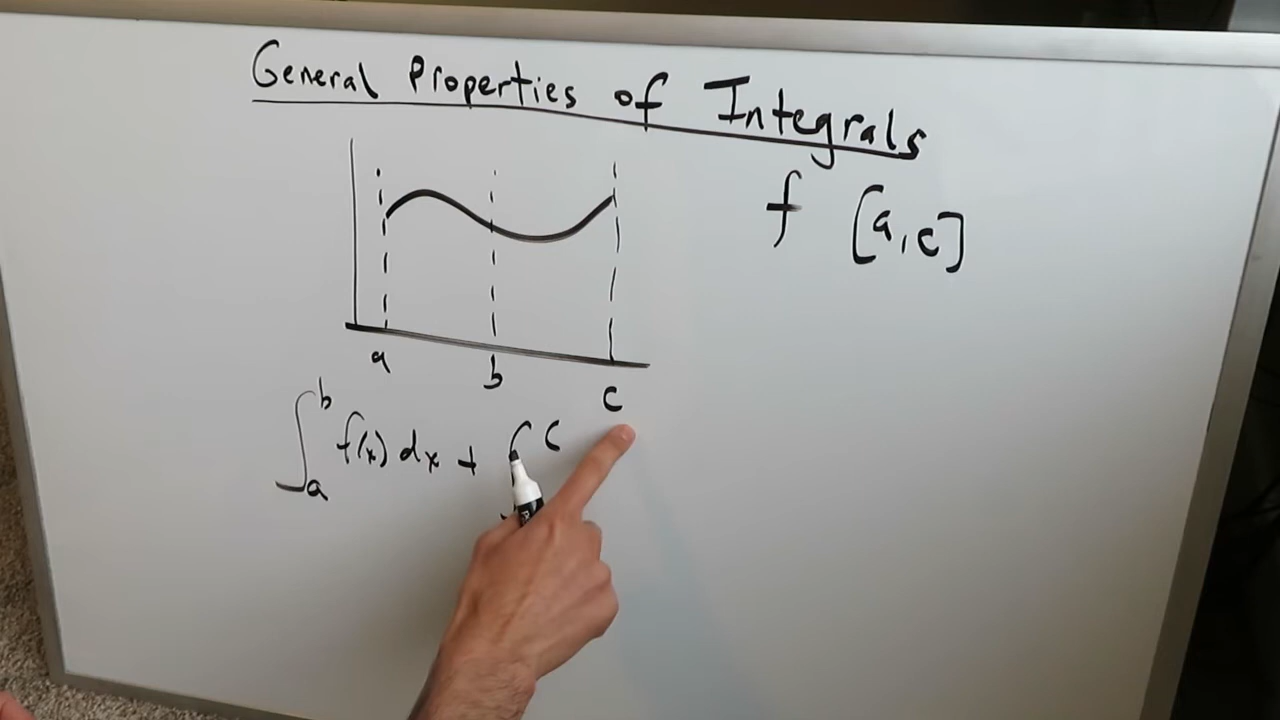 General Properties of Integrals
f [a,c]
a b c
∫_a^b f(x) dx + ∫^c